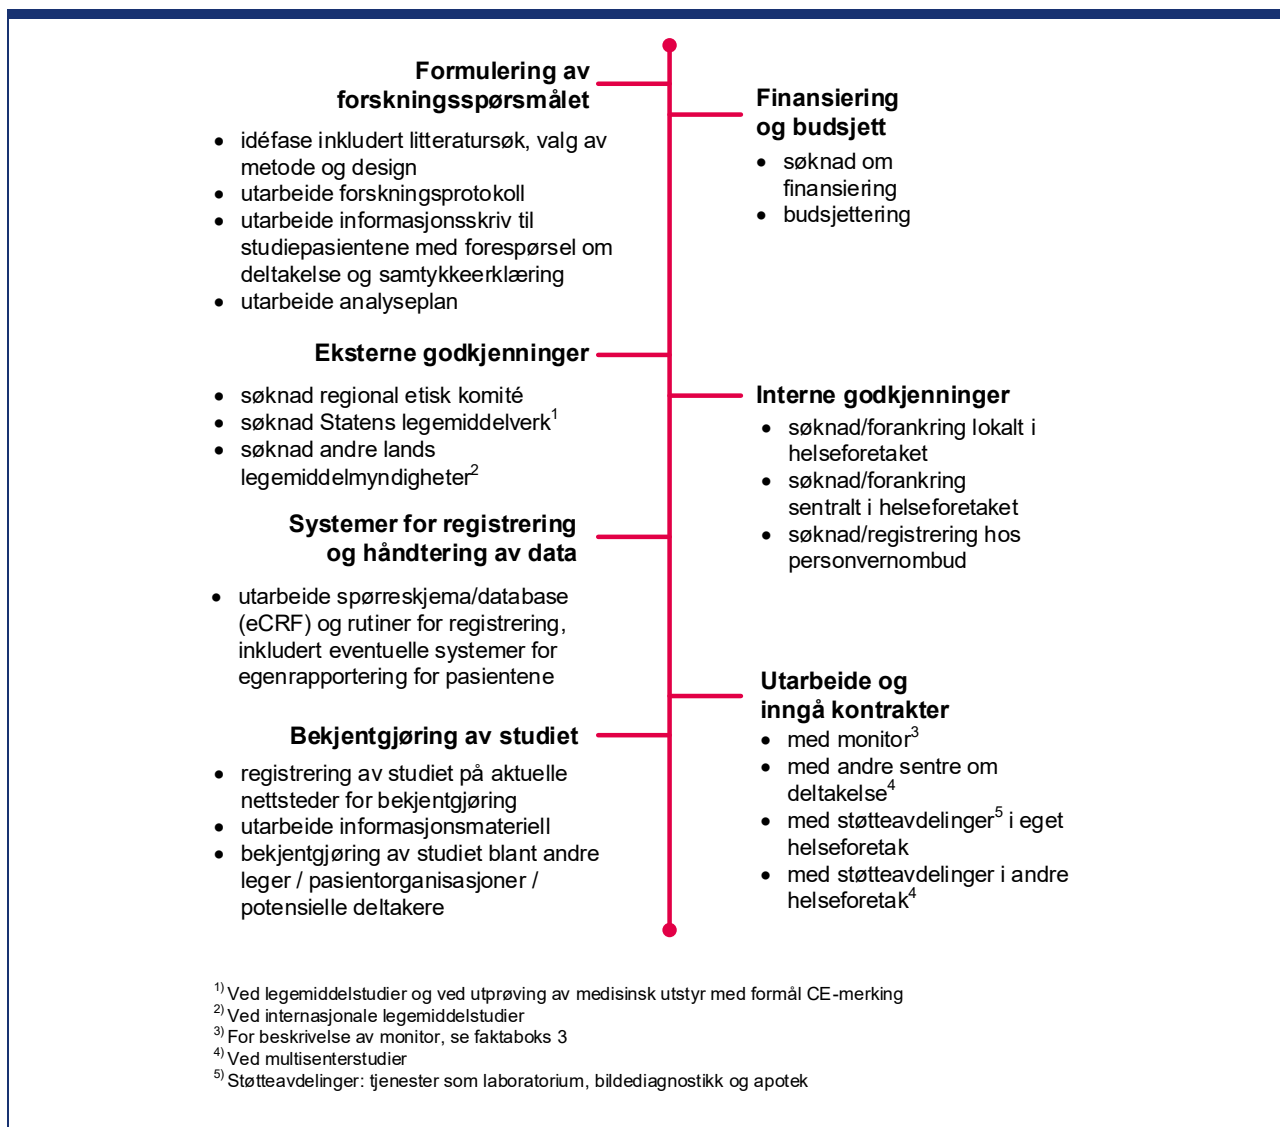 Formulering av
forskningsspørsmålet
• idéfase inkludert litteratursøk, valg av
metode og design
• utarbeide forskningsprotokoll
• utarbeide informasjonsskriv til
studiepasientene med forespørsel om
deltakelse og samtykkeerklæring
• utarbeide analyseplan
Finansiering
og budsjett
• søknad om
finansiering
• budsjettering
Eksterne godkjenninger
• søknad regional etisk komité
• søknad Statens legemiddelverk¹
• søknad andre lands
legemiddelmyndigheter²
Interne godkjenninger
• søknad/forankring lokalt i
helseforetaket
• søknad/forankring
sentralt i helseforetaket
• søknad/registrering hos
personvernombud
Systemer for registrering
og håndtering av data
• utarbeide spørreskjema/database
(eCRF) og rutiner for registrering,
inkludert eventuelle systemer for
egenrapportering for pasientene
Utarbeide og
inngå kontrakter
• med monitor³
• med andre sentre om
deltakelse⁴
• med støtteavdelinger⁵ i eget
helseforetak
• med støtteavdelinger i andre
helseforetak⁴
Bekjentgjøring av studiet
• registrering av studiet på aktuelle
nettsteder for bekjentgjøring
• utarbeide informasjonsmateriell
• bekjentgjøring av studiet blant andre
leger / pasientorganisasjoner /
potensielle deltakere
¹⁾ Ved legemiddelstudier og ved utprøving av medisinsk utstyr med formål CE-merking
²⁾ Ved internasjonale legemiddelstudier
³⁾ For beskrivelse av monitor, se faktaboks 3
⁴⁾ Ved multisenterstudier
⁵⁾ Støtteavdelinger: tjenester som laboratorium, bildediagnostikk og apotek